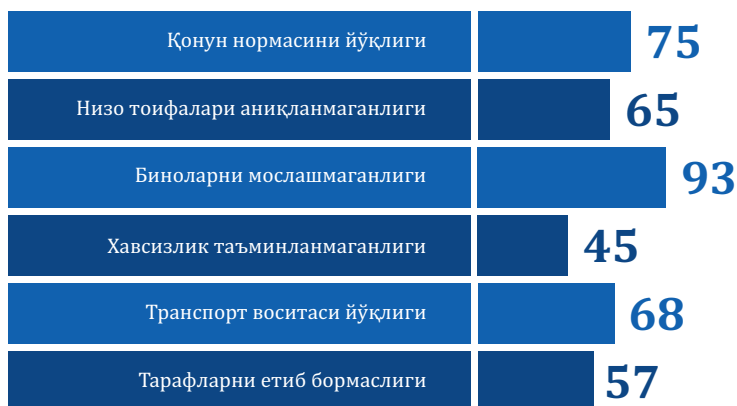 Қонун нормасини йўқлиги 75
Низо тоифалари аниқланмаганлиги 65
Биноларни мослашмаганлиги 93
Хавсизлик таъминланмаганлиги 45
Транспорт воситаси йўқлиги 68
Тарафларни етиб бормаслиги 57